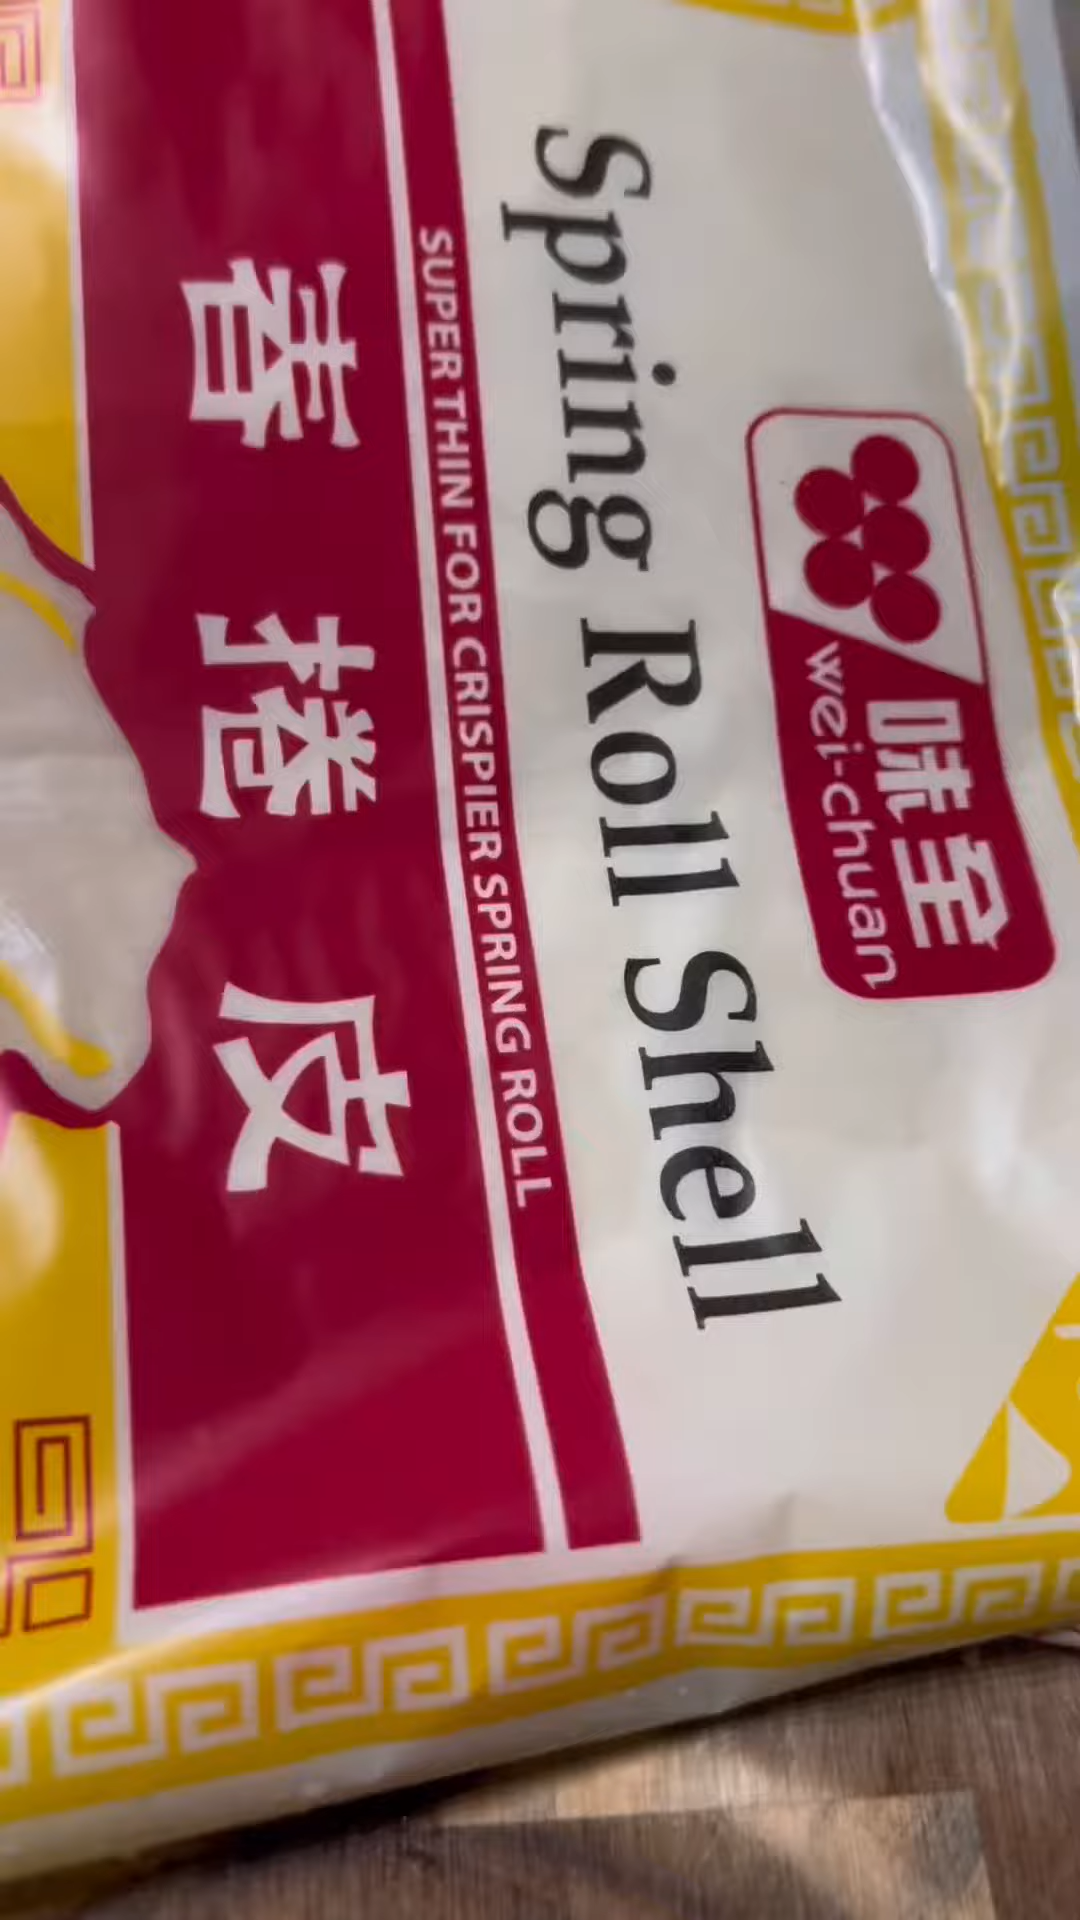 味全
wei-chuan
Spring Roll Shell
SUPER THIN FOR CRISPIER SPRING ROLL
春捲皮